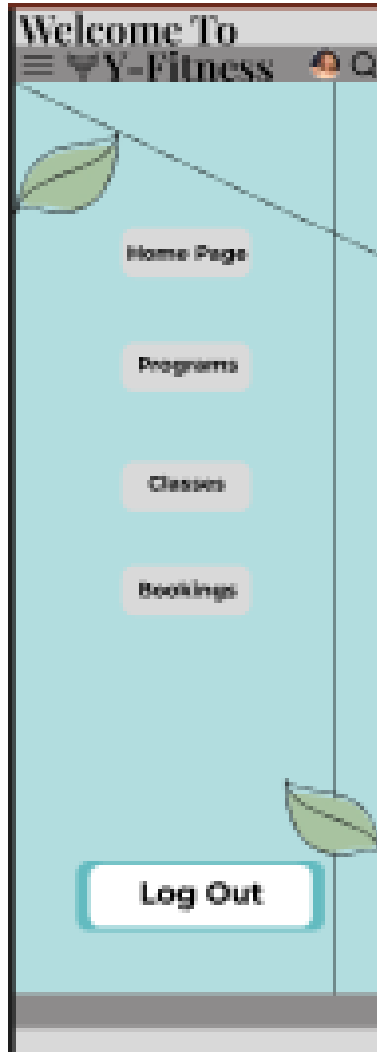 Welcome To
Y-Fitness
Home Page
Programs
Classes
Bookings
Log Out